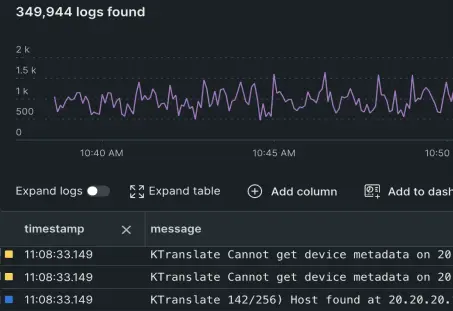 349,944 logs found
2 k
1.5 k
1 k
500
0
10:40 AM 10:45 AM 10:50
Expand logs Expand table Add column Add to dash
timestamp message
11:08:33.149 KTranslate Cannot get device metadata on 20
11:08:33.149 KTranslate Cannot get device metadata on 20
11:08:33.149 KTranslate 142/256) Host found at 20.20.20.